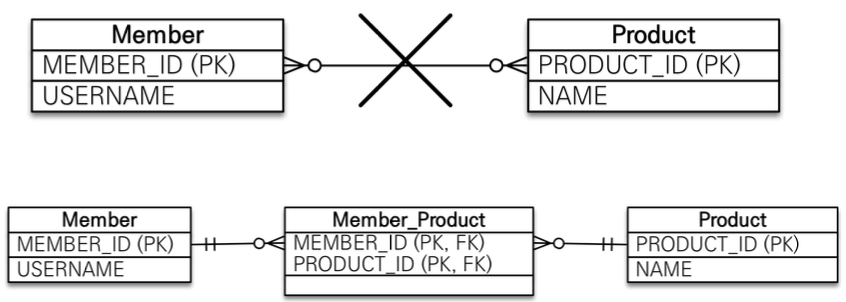 Member
MEMBER_ID (PK)
USERNAME
Product
PRODUCT_ID (PK)
NAME
Member
MEMBER_ID (PK)
USERNAME
Member_Product
MEMBER_ID (PK, FK)
PRODUCT_ID (PK, FK)
Product
PRODUCT_ID (PK)
NAME